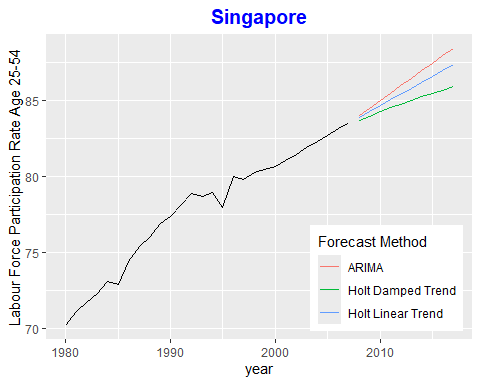 Singapore
Labour Force Participation Rate Age 25-54
85
80
75
70
1980
1990
2000
2010
year
Forecast Method
ARIMA
Holt Damped Trend
Holt Linear Trend